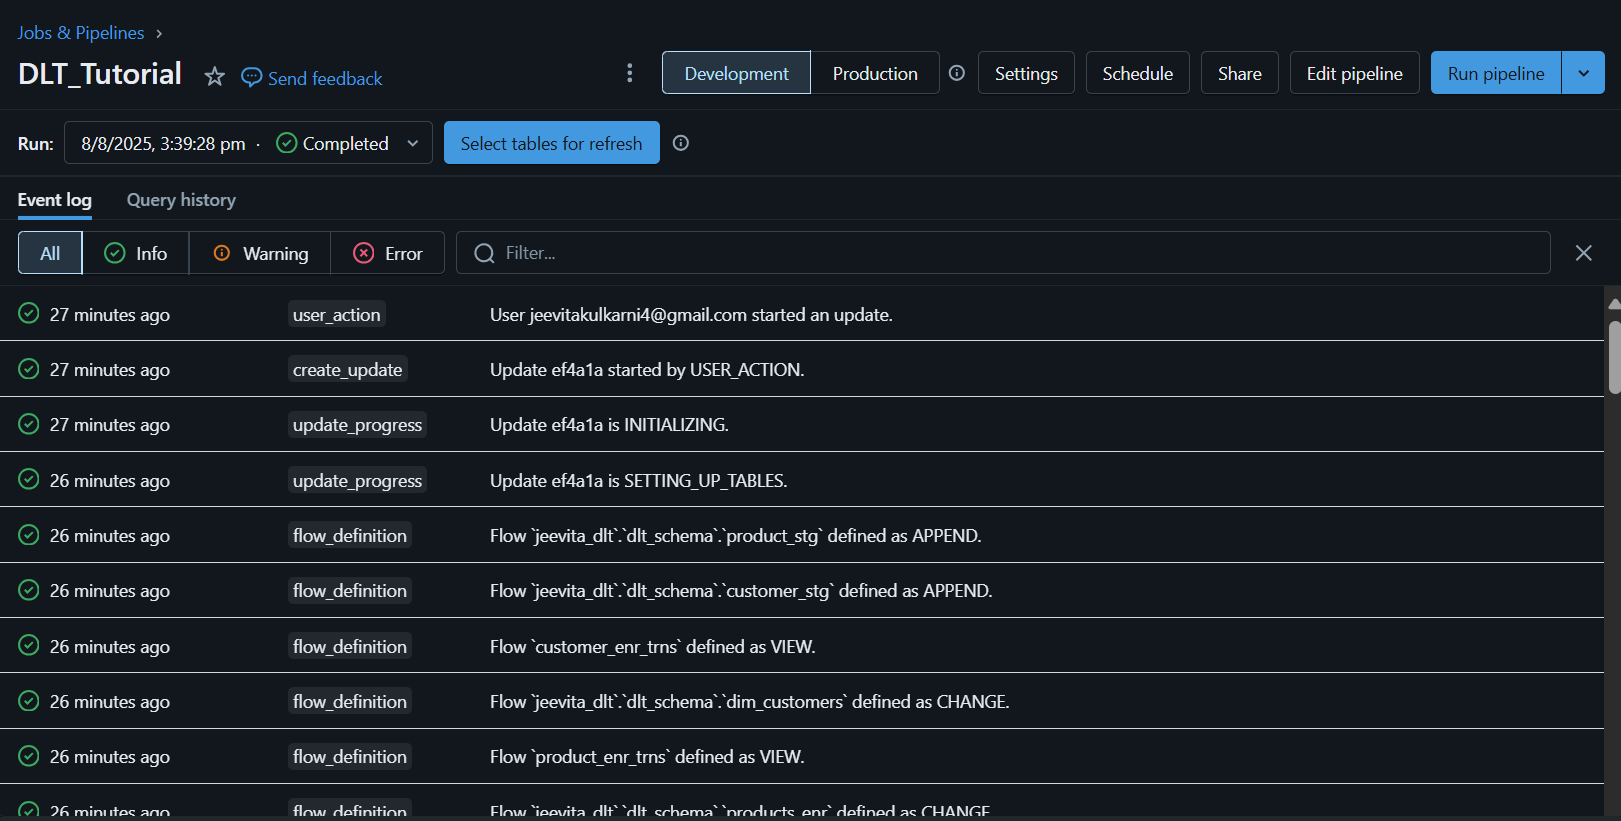 Jobs & Pipelines ›
DLT_Tutorial Send feedback
Development Production Settings Schedule Share Edit pipeline Run pipeline
Run: 8/8/2025, 3:39:28 pm · Completed Select tables for refresh
Event log Query history
All Info Warning Error Filter...
27 minutes ago user_action User jeevitakulkarni4@gmail.com started an update.
27 minutes ago create_update Update ef4a1a started by USER_ACTION.
27 minutes ago update_progress Update ef4a1a is INITIALIZING.
26 minutes ago update_progress Update ef4a1a is SETTING_UP_TABLES.
26 minutes ago flow_definition Flow `jeevita_dlt`.`dlt_schema`.`product_stg` defined as APPEND.
26 minutes ago flow_definition Flow `jeevita_dlt`.`dlt_schema`.`customer_stg` defined as APPEND.
26 minutes ago flow_definition Flow `customer_enr_trns` defined as VIEW.
26 minutes ago flow_definition Flow `jeevita_dlt`.`dlt_schema`.`dim_customers` defined as CHANGE.
26 minutes ago flow_definition Flow `product_enr_trns` defined as VIEW.
26 minutes ago flow_definition Flow `jeevita_dlt`.`dlt_schema`.`products_enr` defined as CHANGE.